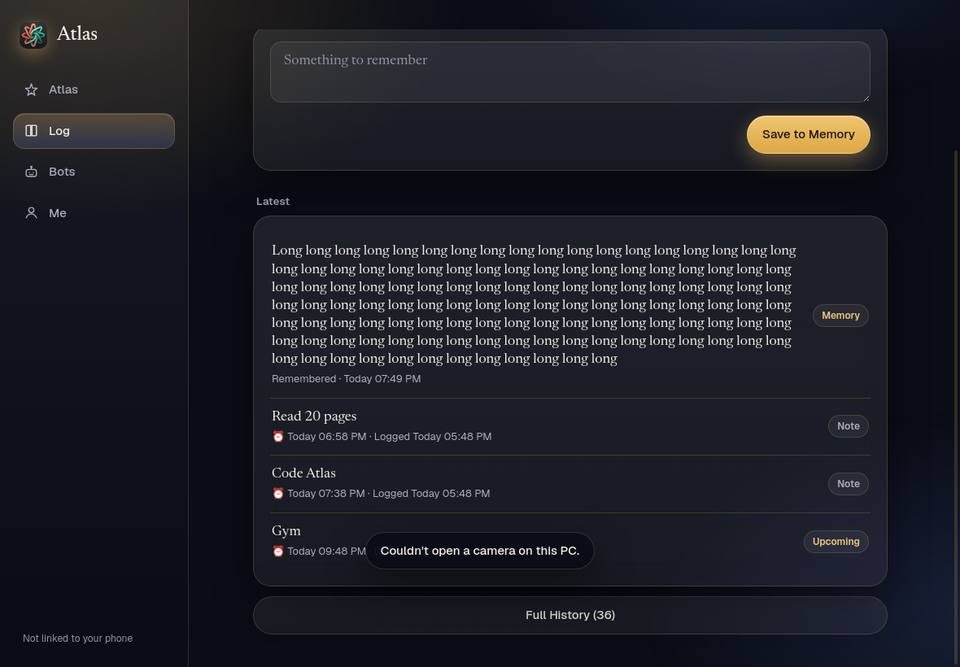 Atlas
Atlas
Log
Bots
Me
Not linked to your phone
Something to remember
Save to Memory
Latest
Long long long long long long long long long long long long long long long long long long
long long long long long long long long long long long long long long long long long long
long long long long long long long long long long long long long long long long long long
long long long long long long long long long long long long long long long long long long
long long long long long long long long long long long long long long long long long long
long long long long long long long long long long long long long long long long long long
long long long long long long long long long long long long
Remembered · Today 07:49 PM
Memory
Read 20 pages
⏰ Today 06:58 PM · Logged Today 05:48 PM
Note
Code Atlas
⏰ Today 07:38 PM · Logged Today 05:48 PM
Note
Gym
⏰ Today 09:48 PM
Upcoming
Couldn't open a camera on this PC.
Full History (36)